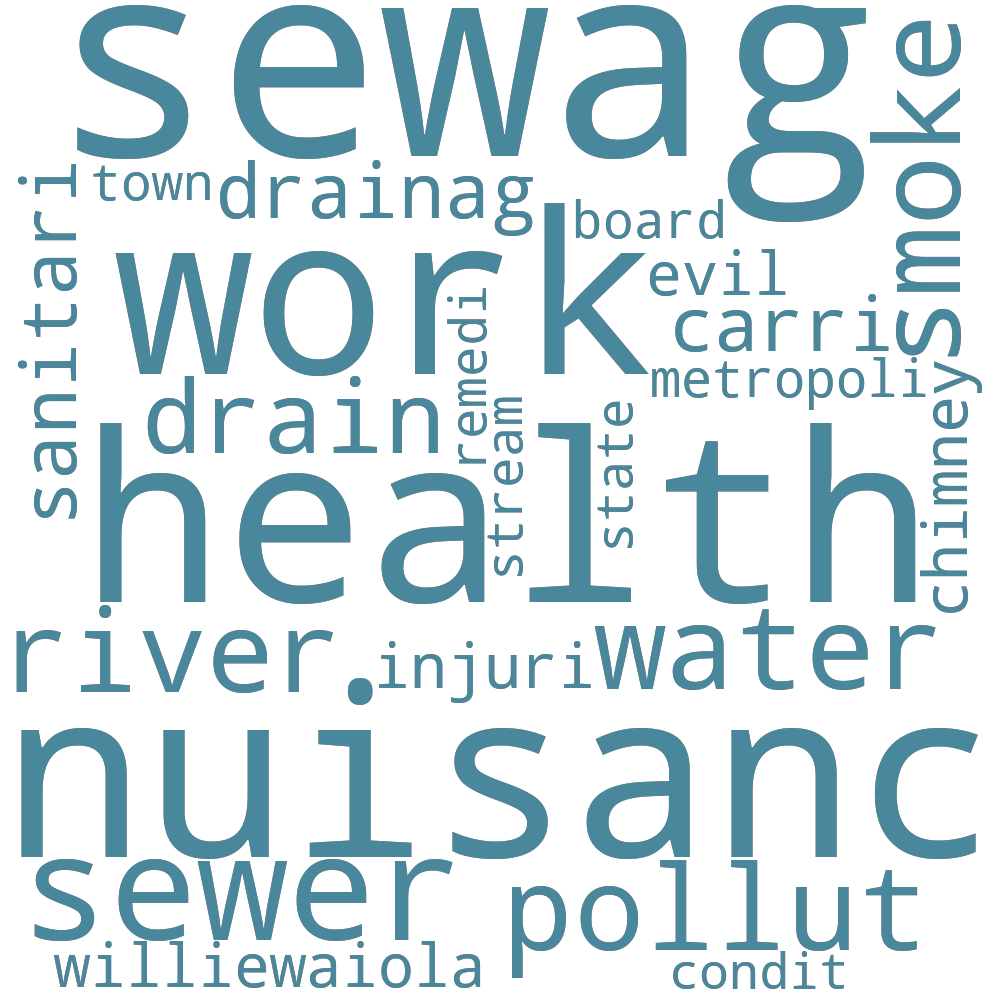 sewag
smoke
sanitari
town
drainag
board
work
evil
carri
remedi
metropoli
drain
stream
state
chimney
health
river
injuri
water
nuisanc
sewer
pollut
williewaiola
condit